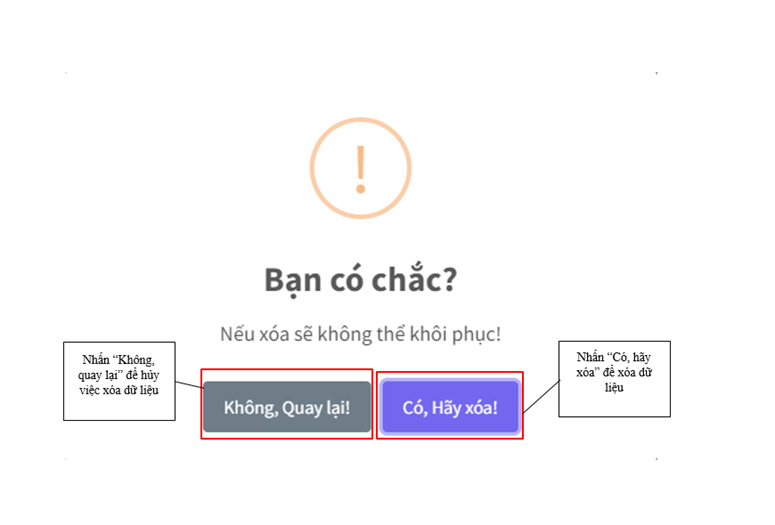 !
Bạn có chắc?
Nếu xóa sẽ không thể khôi phục!
Nhấn “Không,
quay lại” để hủy
việc xóa dữ liệu
Không, Quay lại!
Có, Hãy xóa!
Nhấn “Có, hãy
xóa” để xóa dữ
liệu